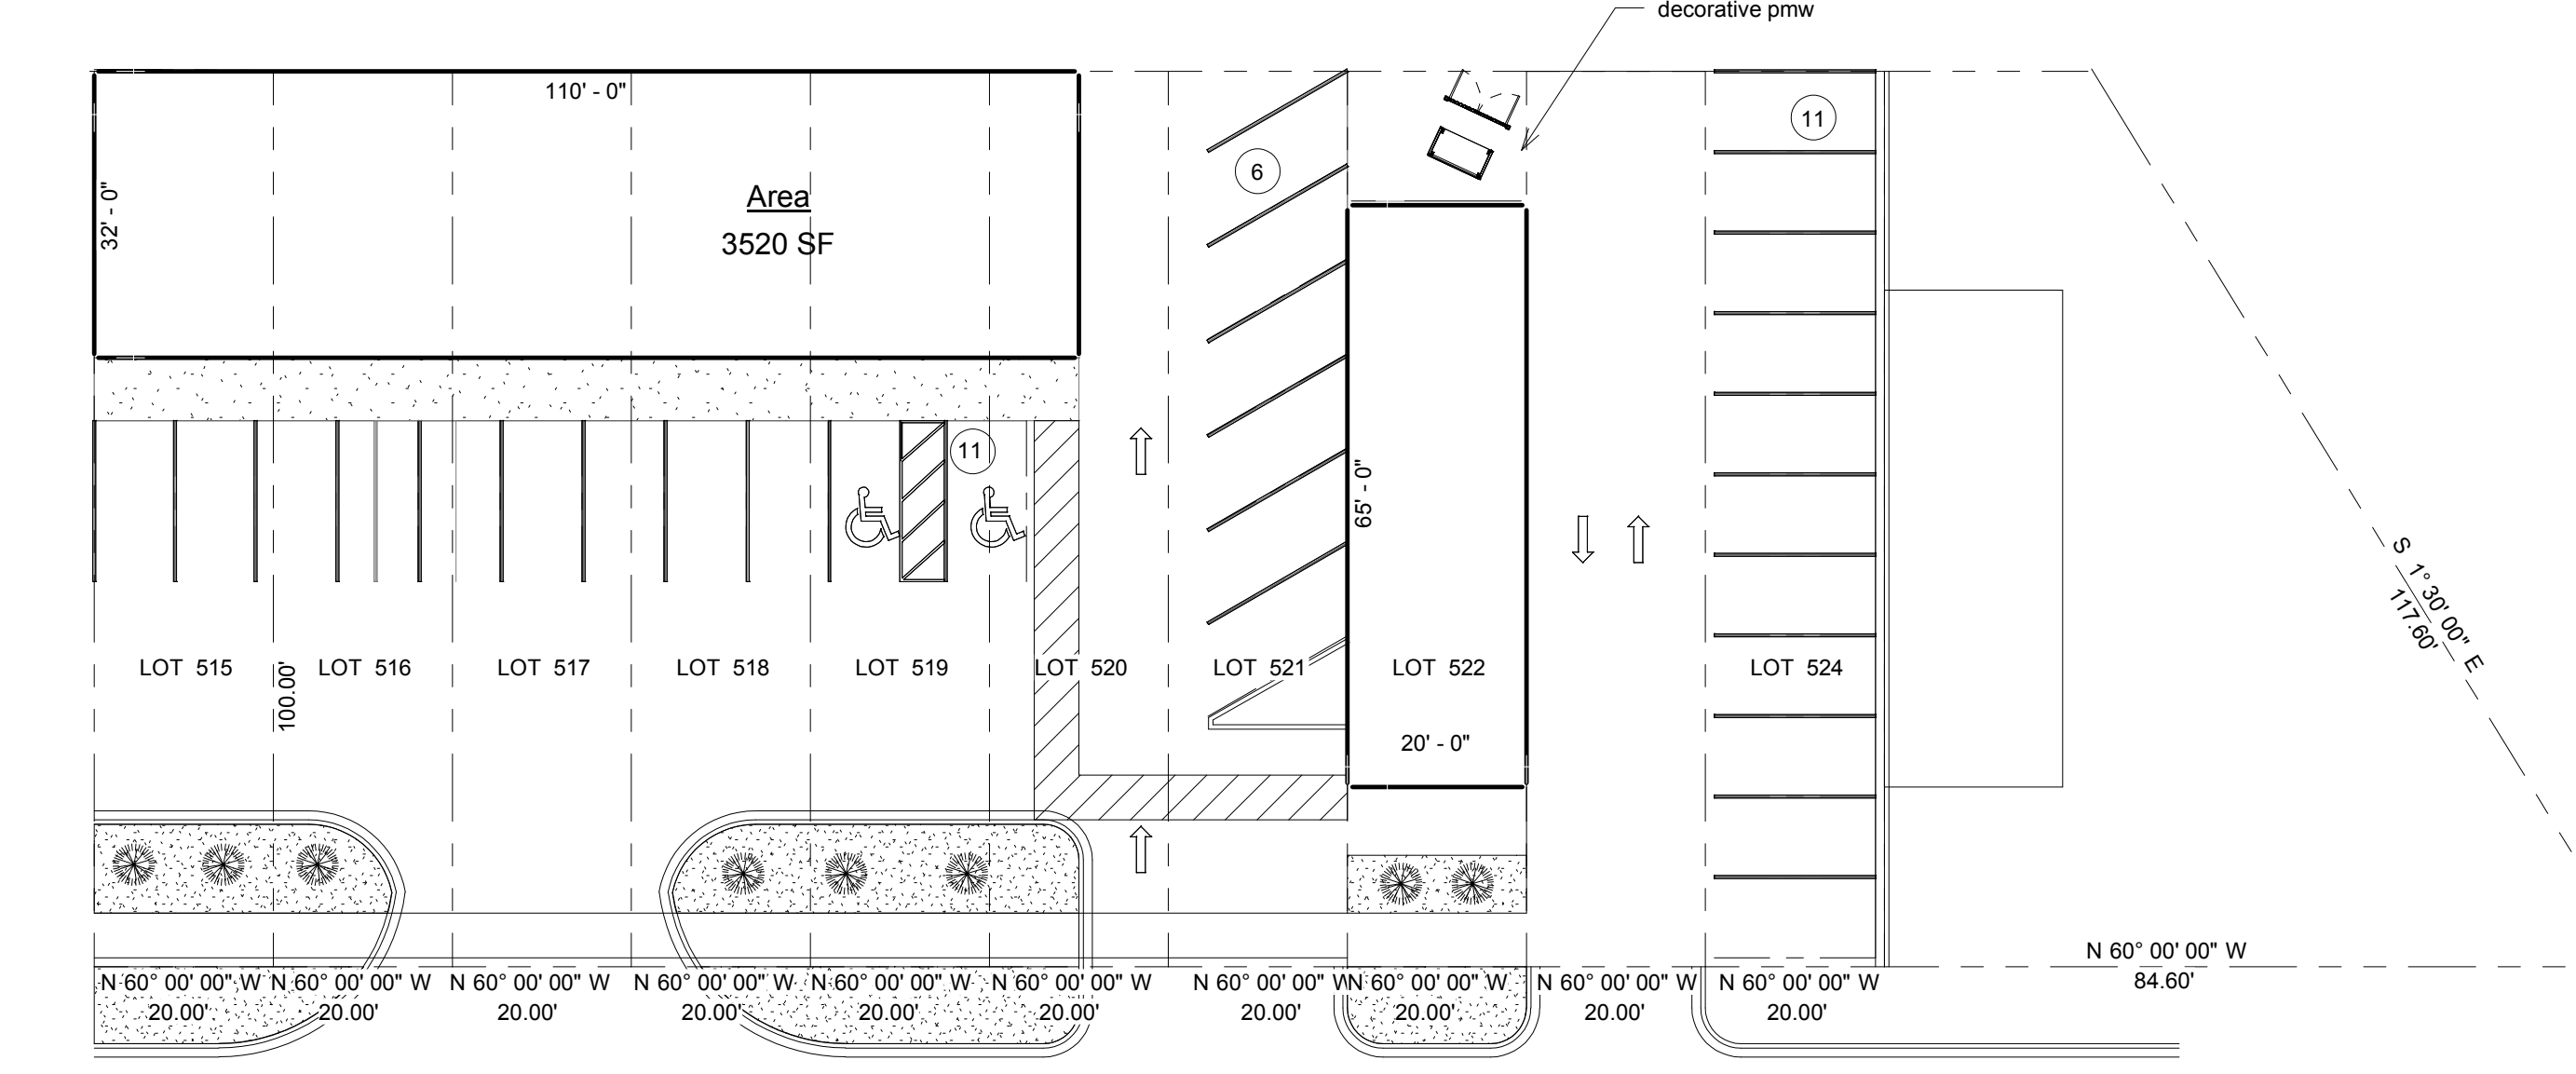 decorative pmw
110' - 0"
11
6
32' - 0"
Area
3520 SF
11
65' - 0"
S 1° 30' 00" E
117.60'
LOT 515
LOT 516
LOT 517
LOT 518
LOT 519
LOT 520
LOT 521
LOT 522
LOT 524
100.00'
20' - 0"
N 60° 00' 00" W
84.60'
N 60° 00' 00" W
20.00'
N 60° 00' 00" W
20.00'
N 60° 00' 00" W
20.00'
N 60° 00' 00" W
20.00'
N 60° 00' 00" W
20.00'
N 60° 00' 00" W
20.00'
N 60° 00' 00" W
20.00'
N 60° 00' 00" W
20.00'
N 60° 00' 00" W
20.00'
N 60° 00' 00" W
20.00'